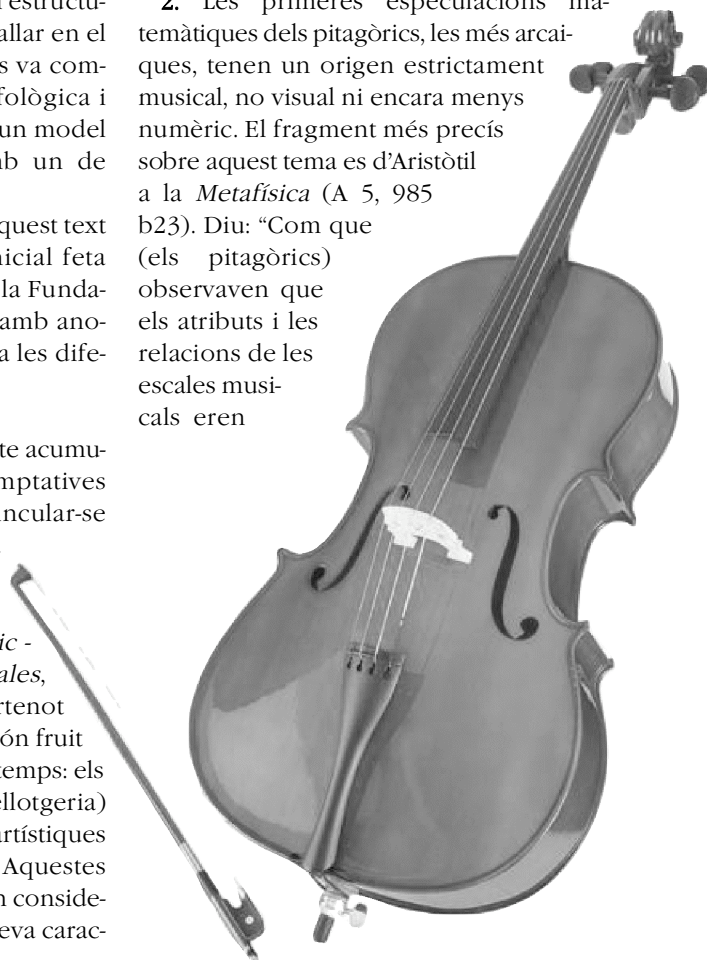 estructu-
allar en el
s va com-
fològica i
un model
mb un de
quest text
nicial feta
la Funda-
amb ano-
a les dife-
te acumu-
mptatives
incular-se
ic -
ales,
rtenot
ón fruit
temps: els
ellotgeria)
artístiques
Aquestes
n conside-
eva carac-
2. Les primeres especulacions ma-
temàtiques dels pitagòrics, les més arcai-
ques, tenen un origen estrictament
musical, no visual ni encara menys
numèric. El fragment més precís
sobre aquest tema es d’Aristòtil
a la Metafísica (A 5, 985
b23). Diu: “Com que
(els pitagòrics)
observaven que
els atributs i les
relacions de les
escales musi-
cals eren